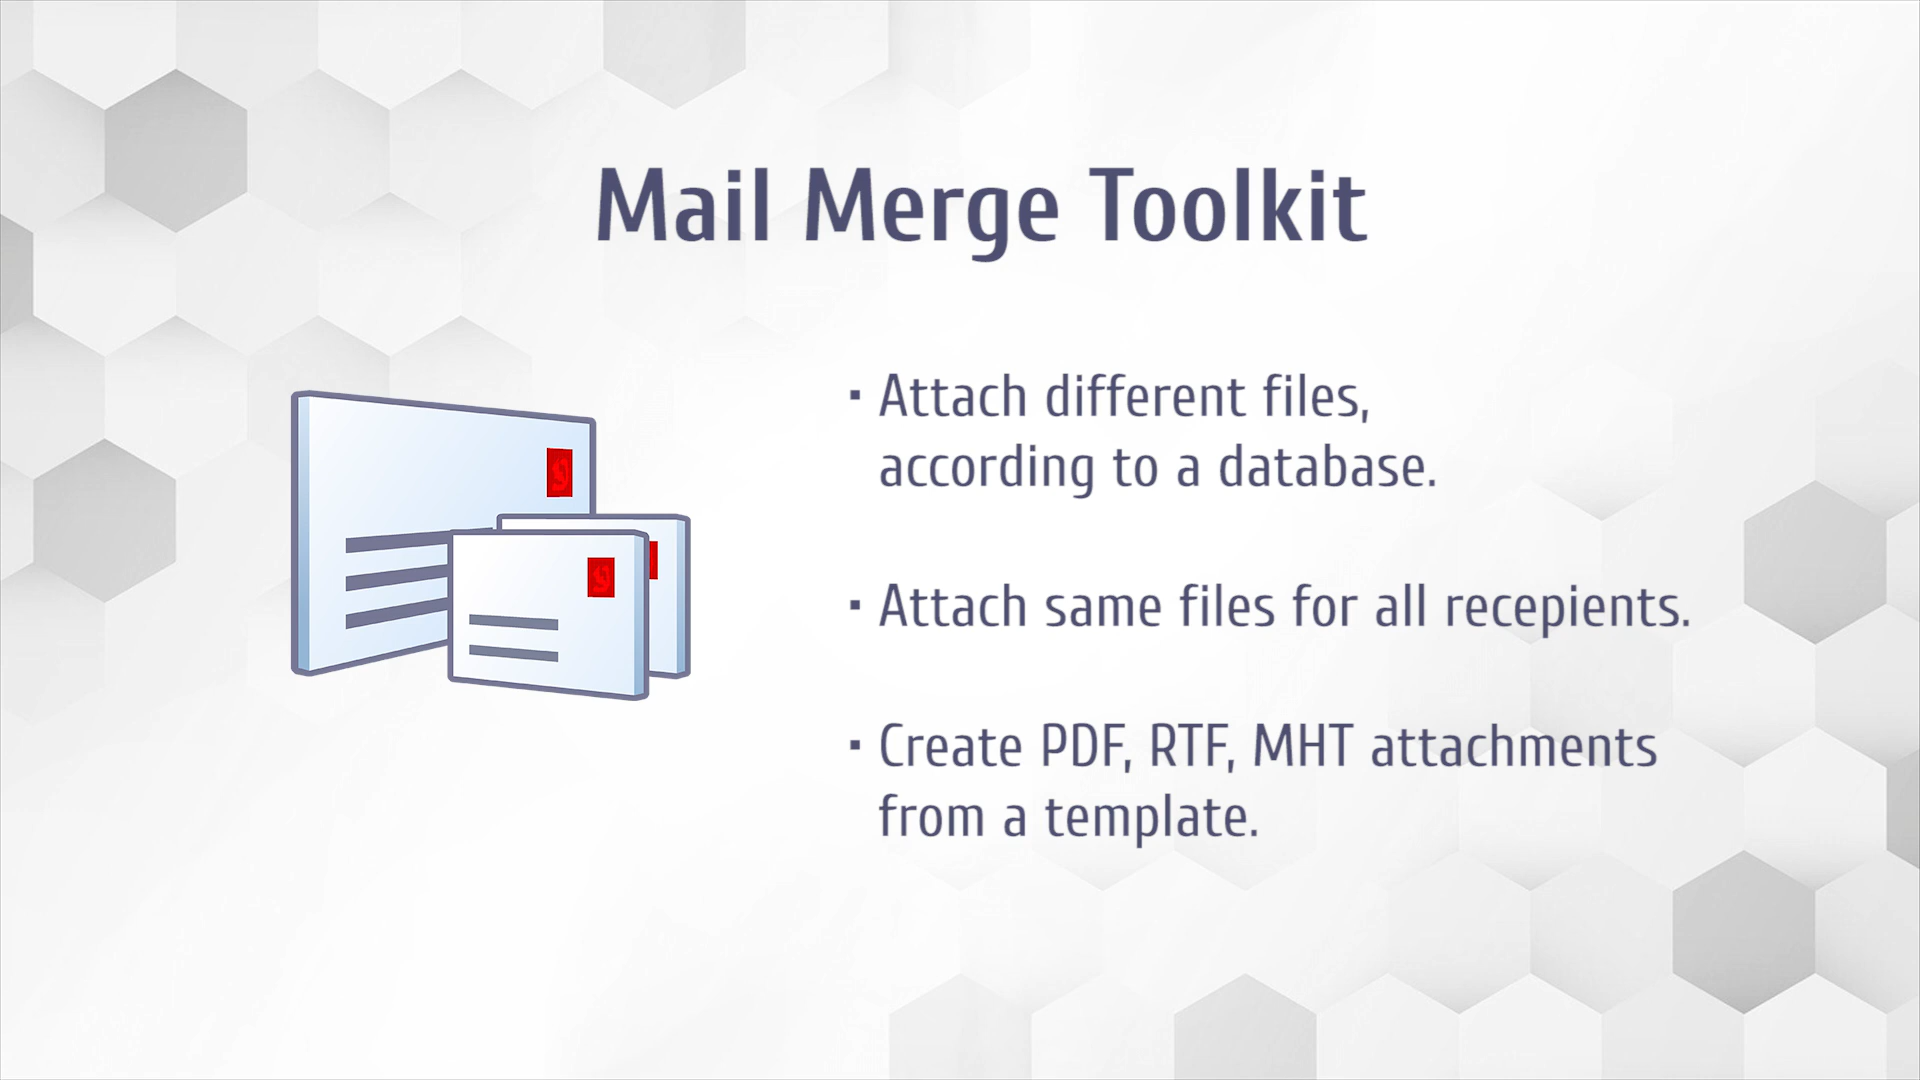 Mail Merge Toolkit
· Attach different files,
according to a database.
· Attach same files for all recepients.
· Create PDF, RTF, MHT attachments
from a template.